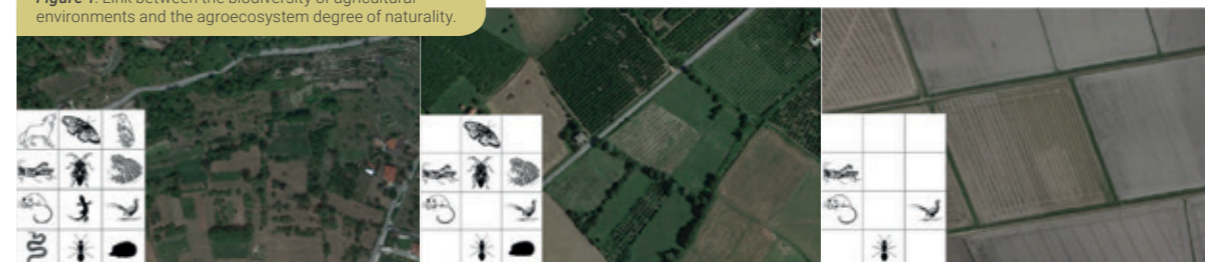 Figure 1. Link between the biodiversity of agricultural
environments and the agroecosystem degree of naturality.